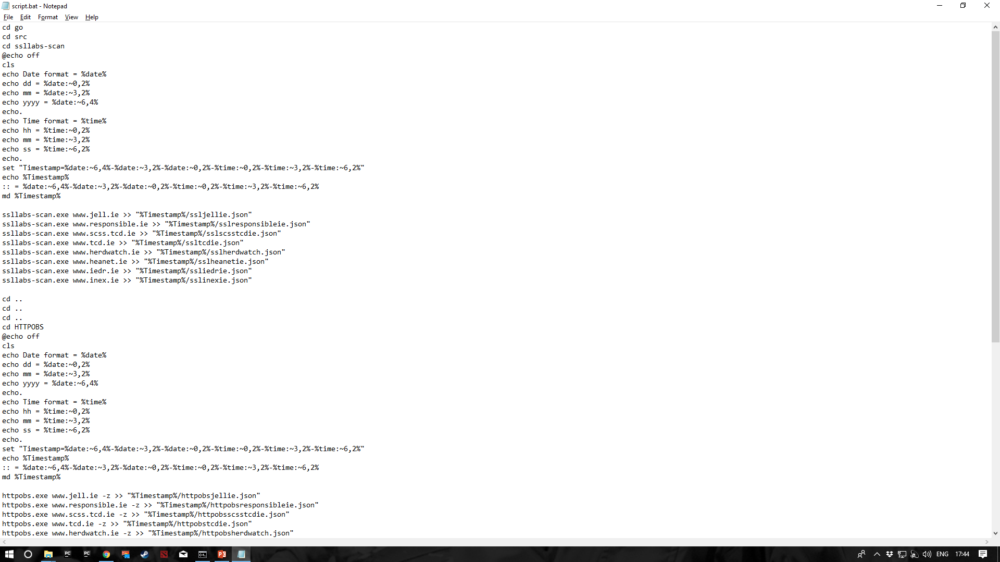 script.bat - Notepad
File Edit Format View Help
cd go
cd src
cd ssllabs-scan
@echo off
cls
echo Date format = %date%
echo dd = %date:~0,2%
echo mm = %date:~3,2%
echo yyyy = %date:~6,4%
echo.
echo Time format = %time%
echo hh = %time:~0,2%
echo mm = %time:~3,2%
echo ss = %time:~6,2%
echo.
set "Timestamp=%date:~6,4%-%date:~3,2%-%date:~0,2%-%time:~0,2%-%time:~3,2%-%time:~6,2%"
echo %Timestamp%
:: = %date:~6,4%-%date:~3,2%-%date:~0,2%-%time:~0,2%-%time:~3,2%-%time:~6,2%
md %Timestamp%
ssllabs-scan.exe www.jell.ie >> "%Timestamp%/ssljellie.json"
ssllabs-scan.exe www.responsible.ie >> "%Timestamp%/sslresponsibleie.json"
ssllabs-scan.exe www.scss.tcd.ie >> "%Timestamp%/sslscsstcdie.json"
ssllabs-scan.exe www.tcd.ie >> "%Timestamp%/ssltcdie.json"
ssllabs-scan.exe www.herdwatch.ie >> "%Timestamp%/sslherdwatch.json"
ssllabs-scan.exe www.heanet.ie >> "%Timestamp%/sslheanetie.json"
ssllabs-scan.exe www.iedr.ie >> "%Timestamp%/ssliedrie.json"
ssllabs-scan.exe www.inex.ie >> "%Timestamp%/sslinexie.json"
cd ..
cd ..
cd ..
cd HTTPOBS
@echo off
cls
echo Date format = %date%
echo dd = %date:~0,2%
echo mm = %date:~3,2%
echo yyyy = %date:~6,4%
echo.
echo Time format = %time%
echo hh = %time:~0,2%
echo mm = %time:~3,2%
echo ss = %time:~6,2%
echo.
set "Timestamp=%date:~6,4%-%date:~3,2%-%date:~0,2%-%time:~0,2%-%time:~3,2%-%time:~6,2%"
echo %Timestamp%
:: = %date:~6,4%-%date:~3,2%-%date:~0,2%-%time:~0,2%-%time:~3,2%-%time:~6,2%
md %Timestamp%
httpobs.exe www.jell.ie -z >> "%Timestamp%/httpobsjellie.json"
httpobs.exe www.responsible.ie -z >> "%Timestamp%/httpobsresponsibleie.json"
httpobs.exe www.scss.tcd.ie -z >> "%Timestamp%/httpobsscsstcdie.json"
httpobs.exe www.tcd.ie -z >> "%Timestamp%/httpobstcdie.json"
httpobs.exe www.herdwatch.ie -z >> "%Timestamp%/httpobsherdwatch.json"
PC PC C:\ P3 ENG 17:44